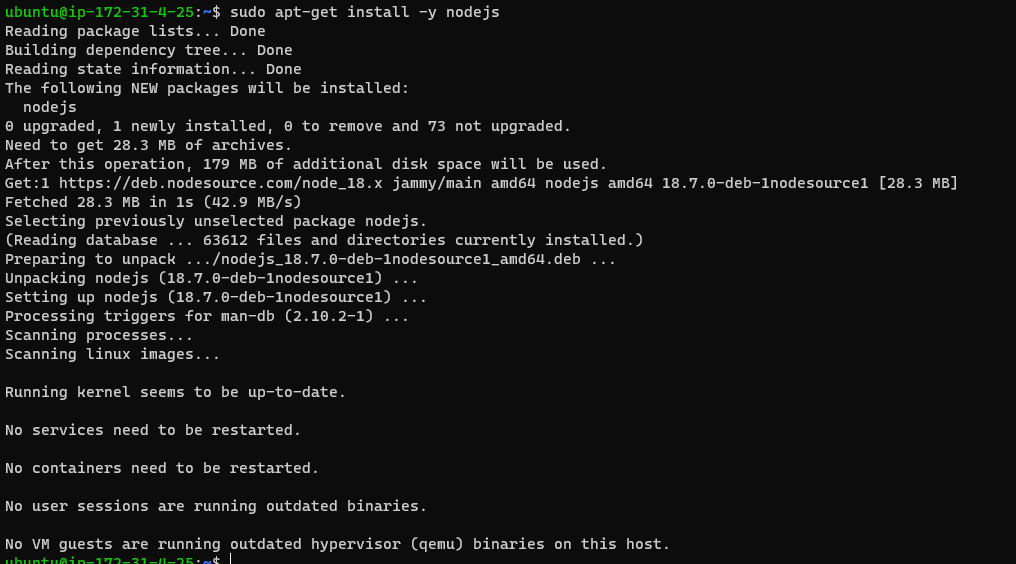 ubuntu@ip-172-31-4-25:~$ sudo apt-get install -y nodejs
Reading package lists... Done
Building dependency tree... Done
Reading state information... Done
The following NEW packages will be installed:
  nodejs
0 upgraded, 1 newly installed, 0 to remove and 73 not upgraded.
Need to get 28.3 MB of archives.
After this operation, 179 MB of additional disk space will be used.
Get:1 https://deb.nodesource.com/node_18.x jammy/main amd64 nodejs amd64 18.7.0-deb-1nodesource1 [28.3 MB]
Fetched 28.3 MB in 1s (42.9 MB/s)
Selecting previously unselected package nodejs.
(Reading database ... 63612 files and directories currently installed.)
Preparing to unpack .../nodejs_18.7.0-deb-1nodesource1_amd64.deb ...
Unpacking nodejs (18.7.0-deb-1nodesource1) ...
Setting up nodejs (18.7.0-deb-1nodesource1) ...
Processing triggers for man-db (2.10.2-1) ...
Scanning processes...
Scanning linux images...

Running kernel seems to be up-to-date.

No services need to be restarted.

No containers need to be restarted.

No user sessions are running outdated binaries.

No VM guests are running outdated hypervisor (qemu) binaries on this host.
ubuntu@ip-172-31-4-25:~$